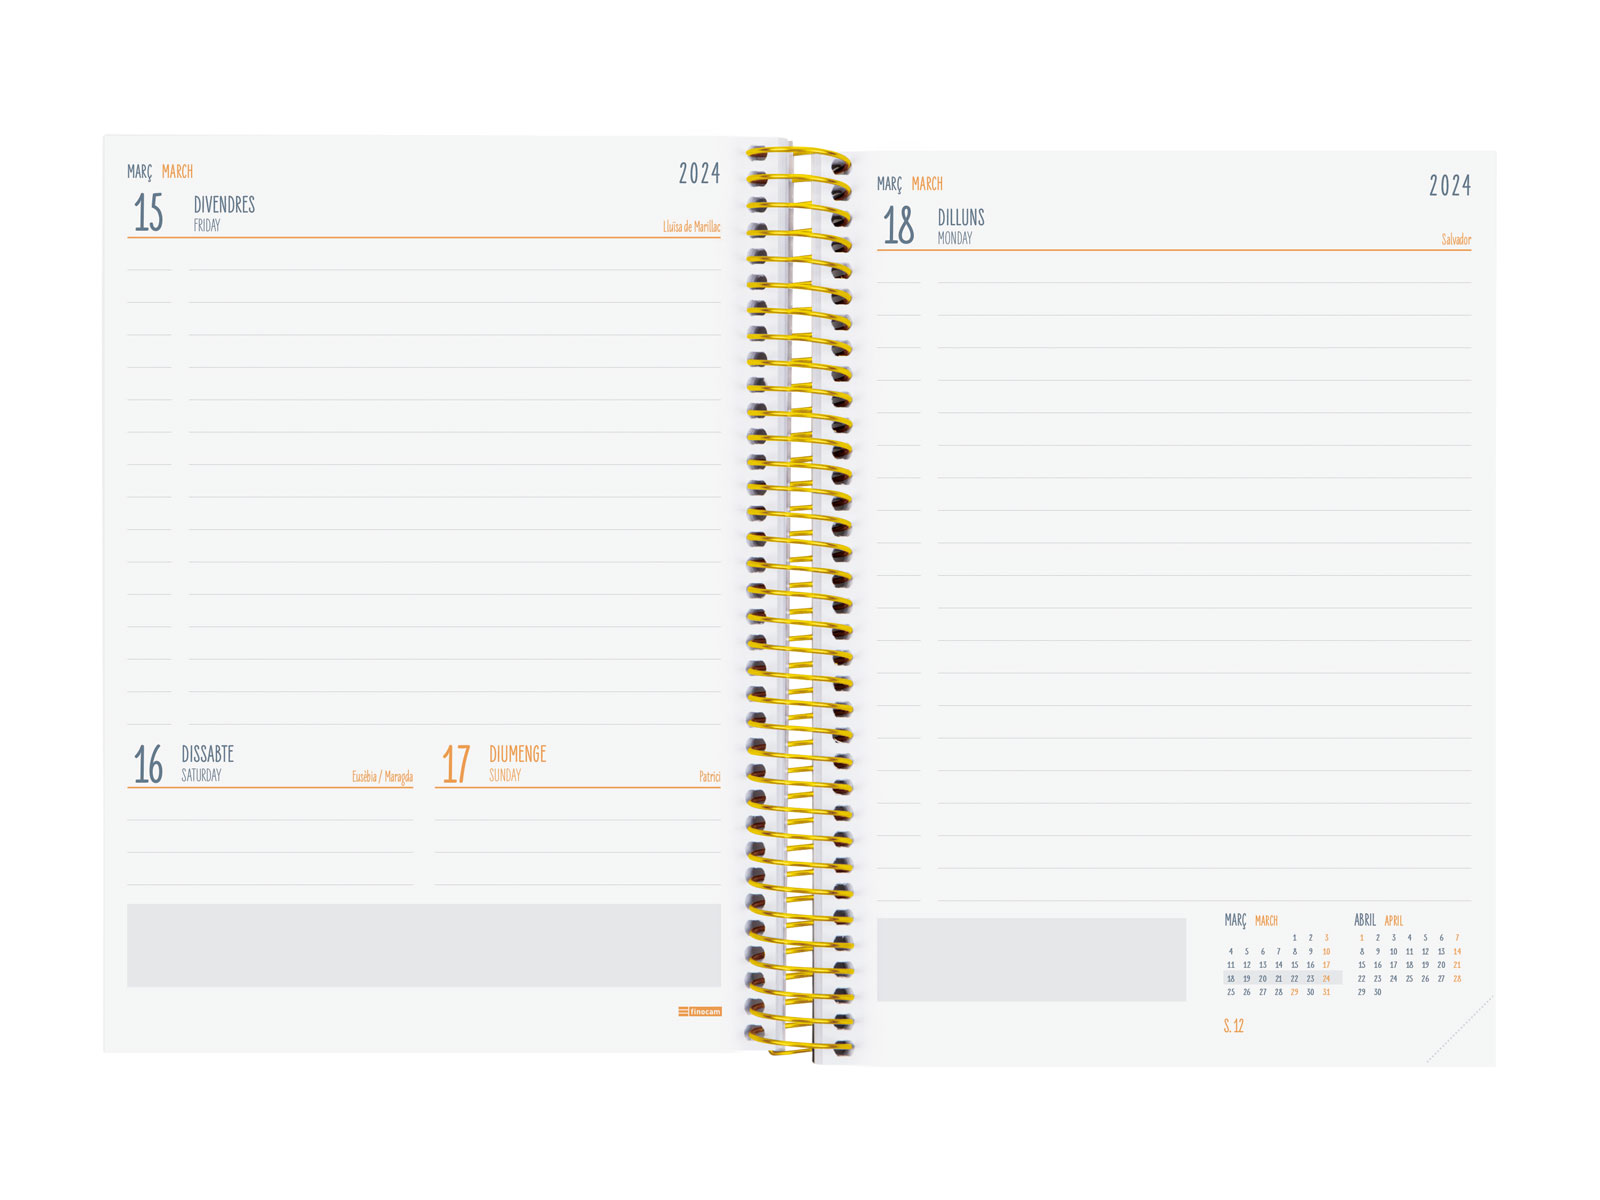 MARÇ MARCH 2024
15 DIVENDRES
FRIDAY Lluïsa de Marillac
16 DISSABTE
SATURDAY Eusèbia / Maragda
17 DIUMENGE
SUNDAY Patrici
finocam
MARÇ MARCH 2024
18 DILLUNS
MONDAY Salvador
MARÇ MARCH
1 2 3
4 5 6 7 8 9 10
11 12 13 14 15 16 17
18 19 20 21 22 23 24
25 26 27 28 29 30 31
ABRIL APRIL
1 2 3 4 5 6 7
8 9 10 11 12 13 14
15 16 17 18 19 20 21
22 23 24 25 26 27 28
29 30
S. 12